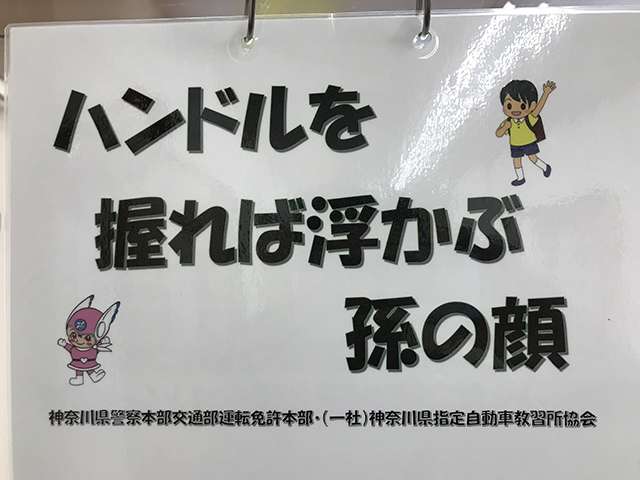 ハンドルを
握れば浮かぶ
孫の顔
神奈川県警察本部交通部運転免許本部・(一社)神奈川県指定自動車教習所協会